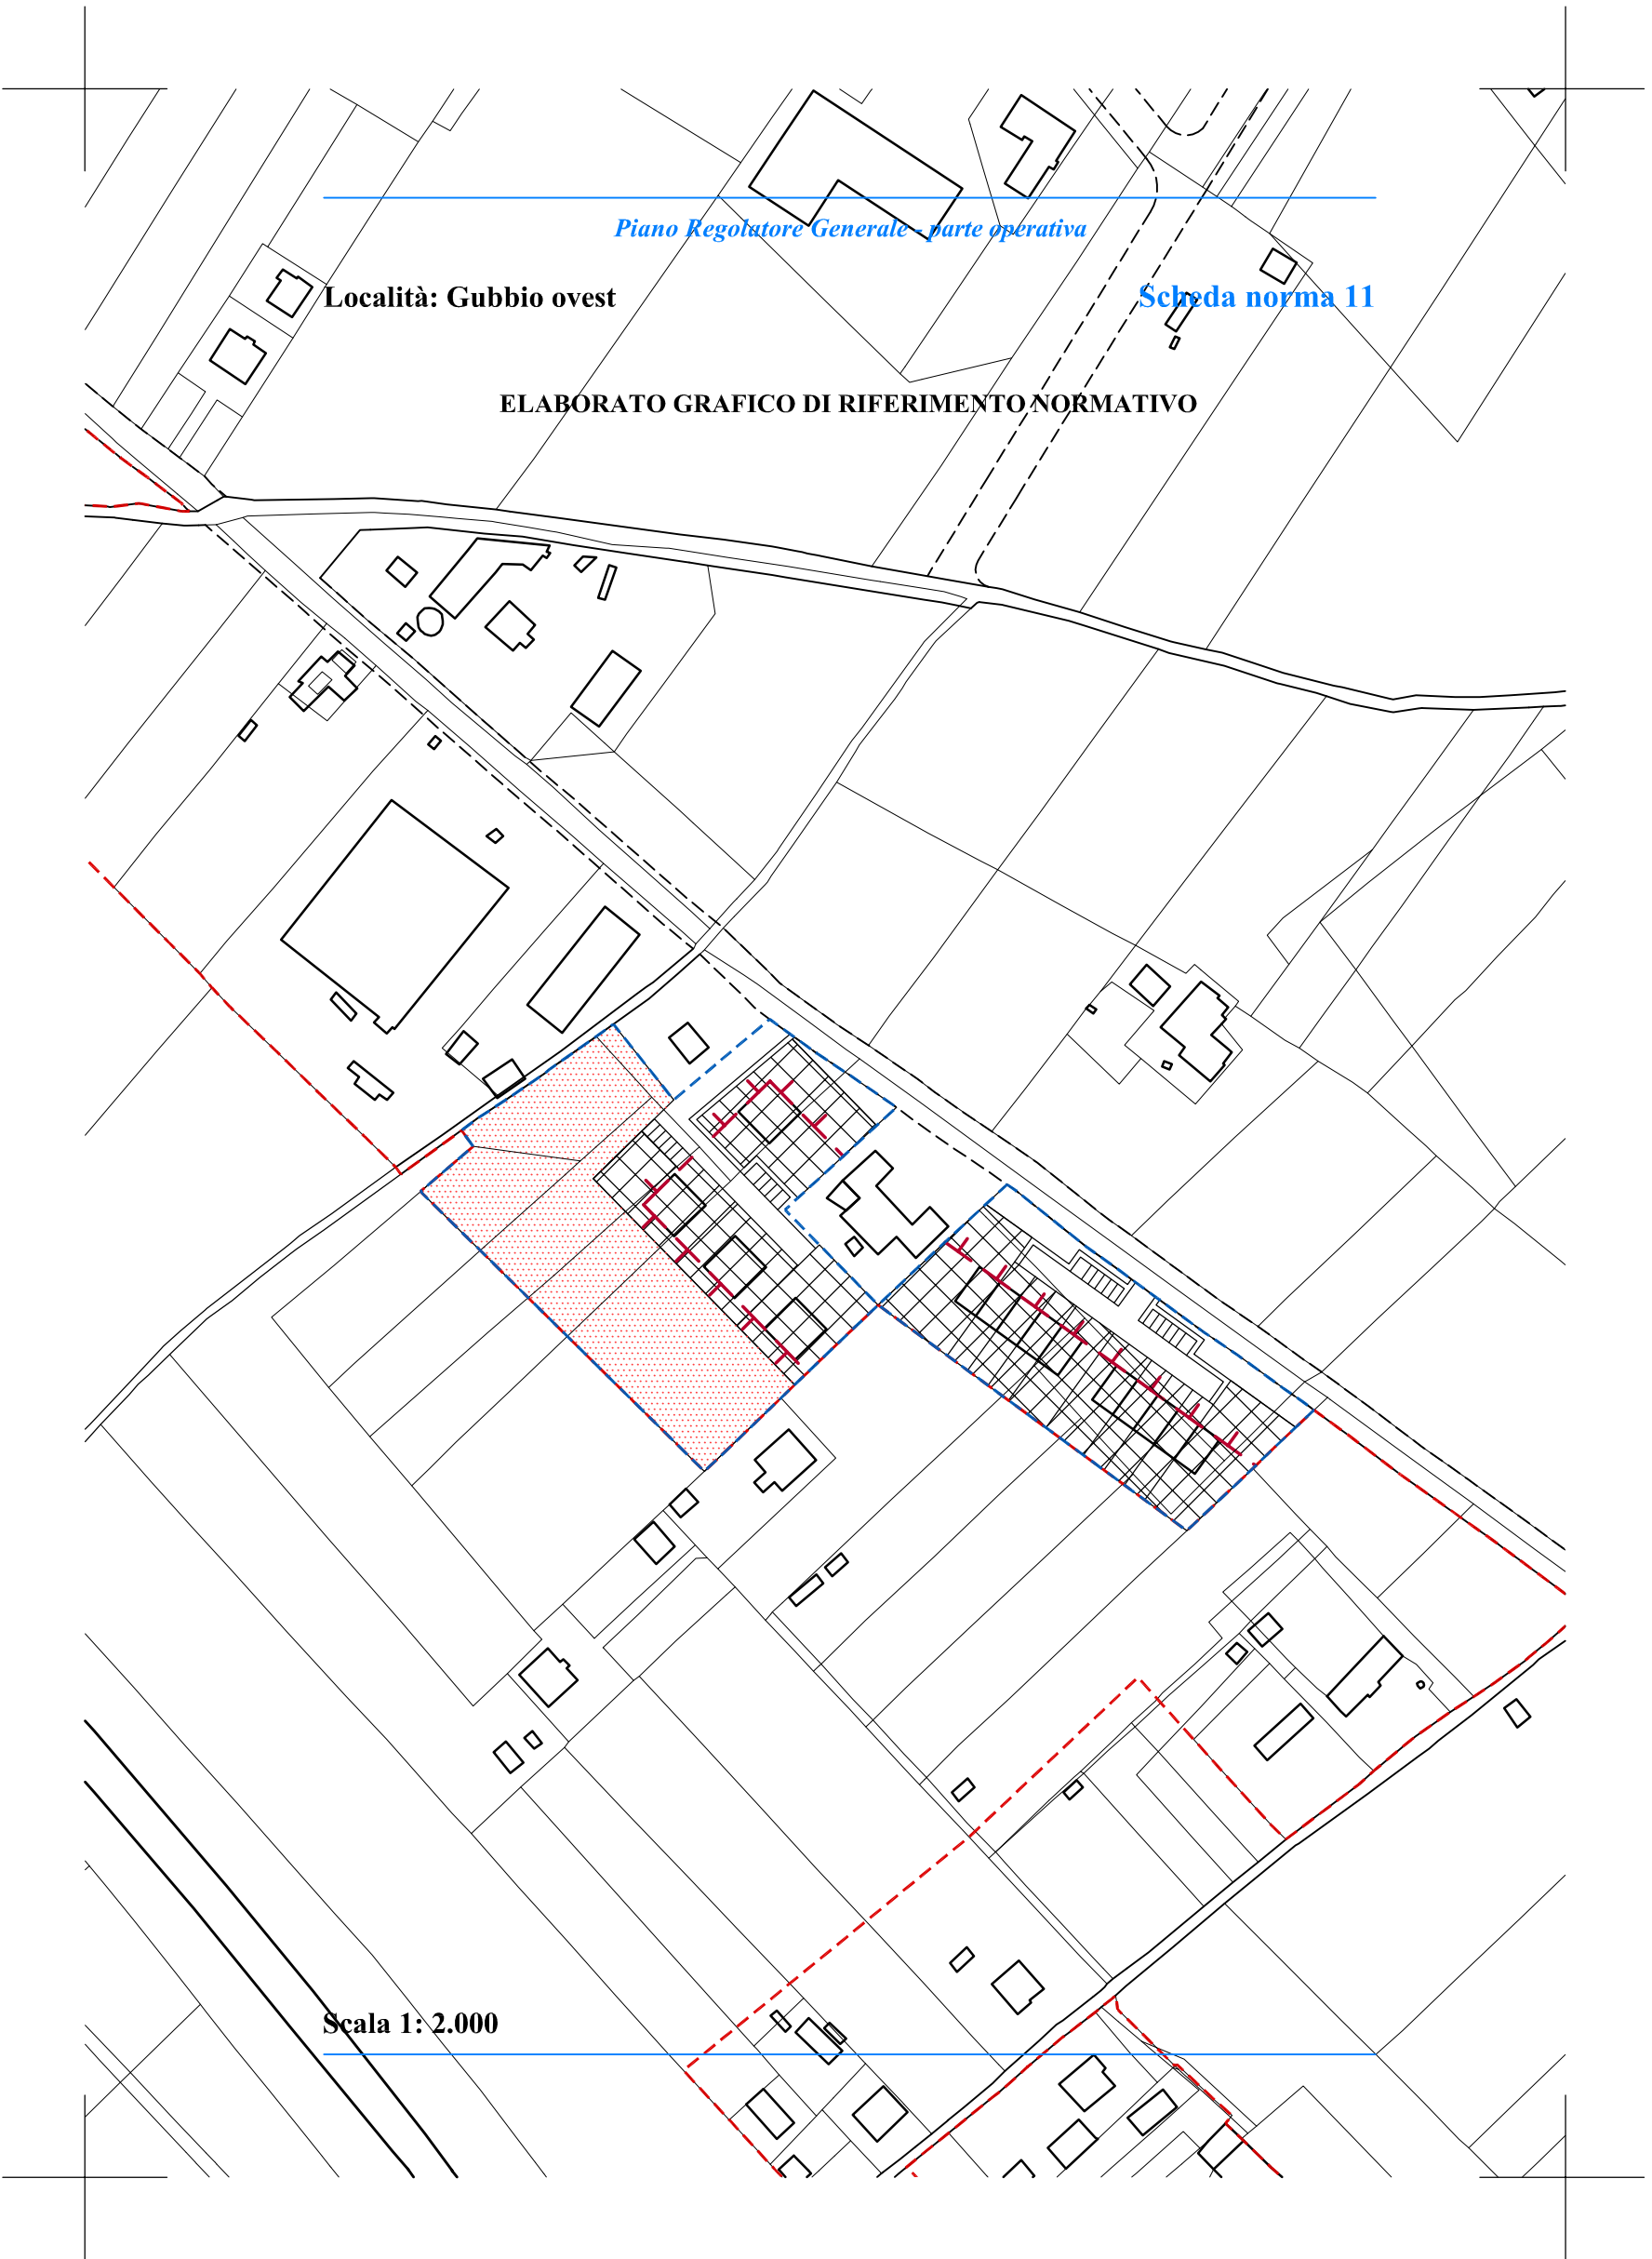 Piano Regolatore Generale - parte operativa
Località: Gubbio ovest
Scheda norma 11
ELABORATO GRAFICO DI RIFERIMENTO NORMATIVO
Scala 1: 2.000